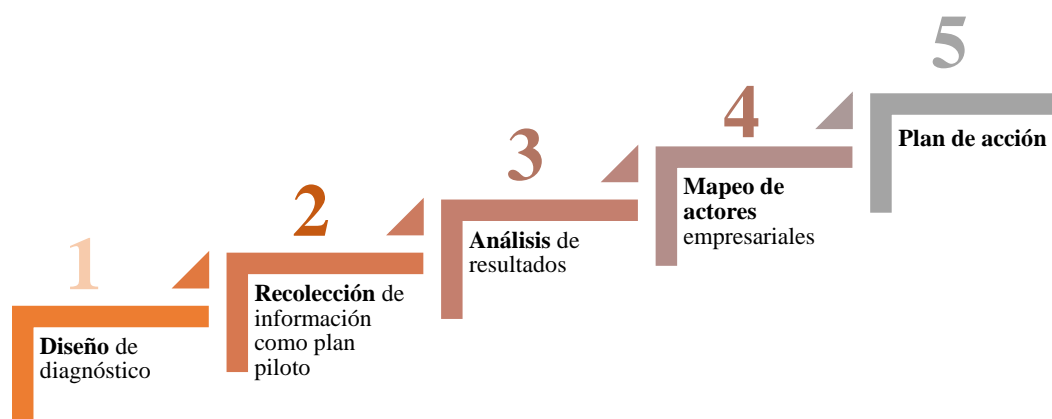 1
Diseño de
diagnóstico
2
Recolección de
información
como plan
piloto
3
Análisis de
resultados
4
Mapeo de
actores
empresariales
5
Plan de acción